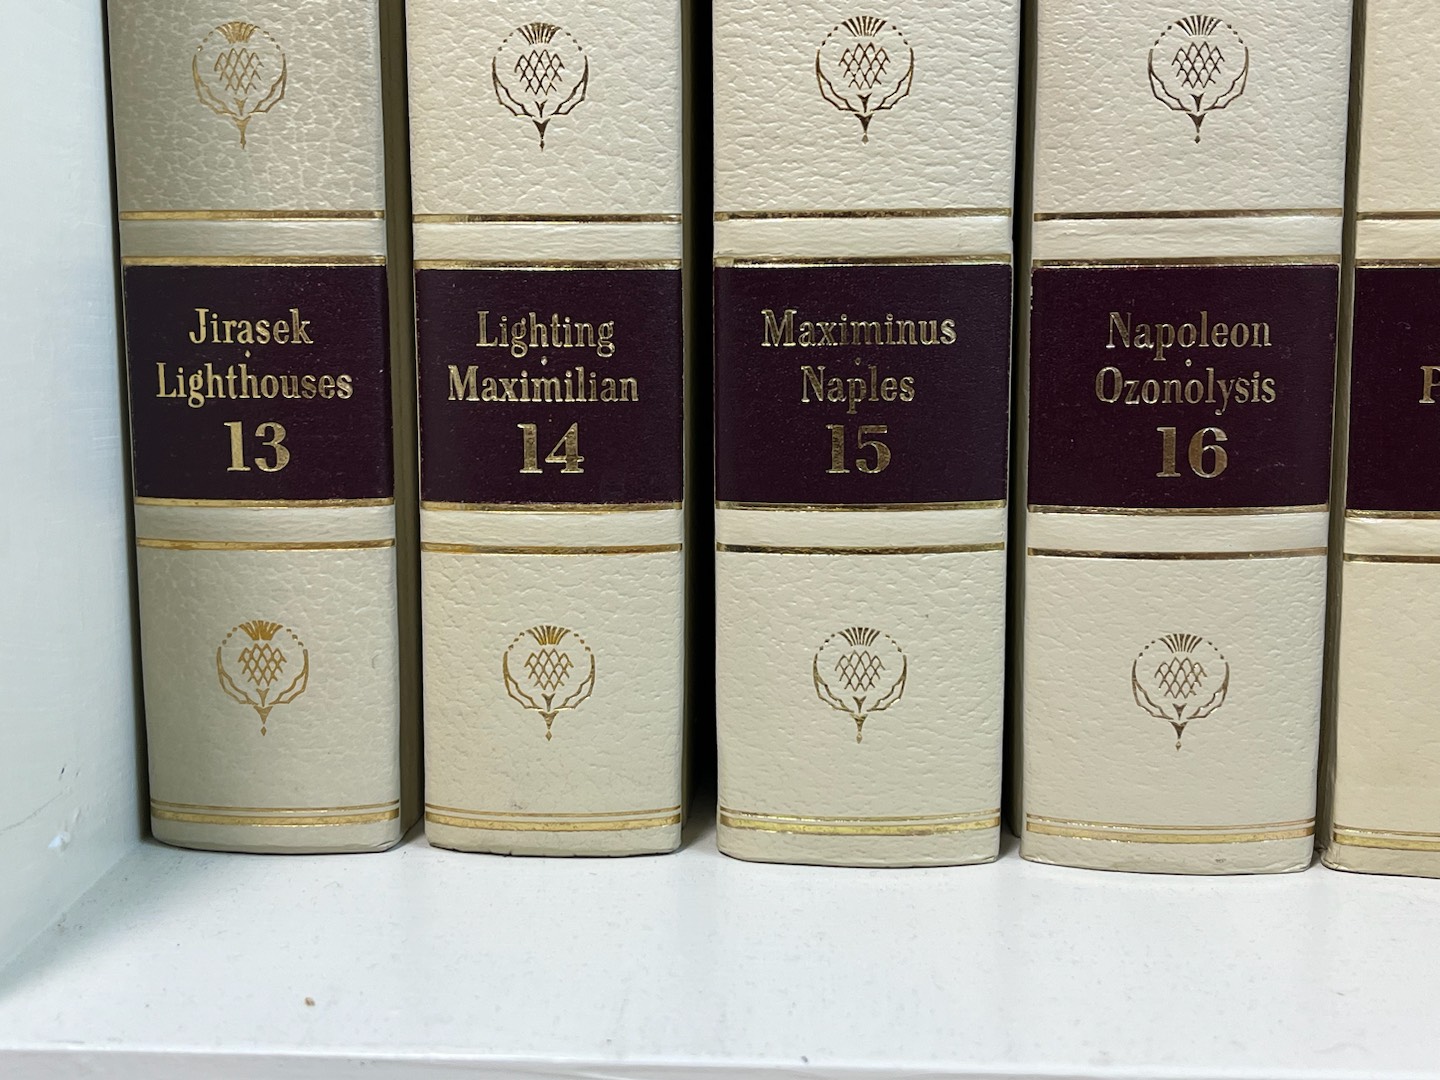 Jirasek
Lighthouses
13
Lighting
Maximilian
14
Maximinus
Naples
15
Napoleon
Ozonolysis
16
P